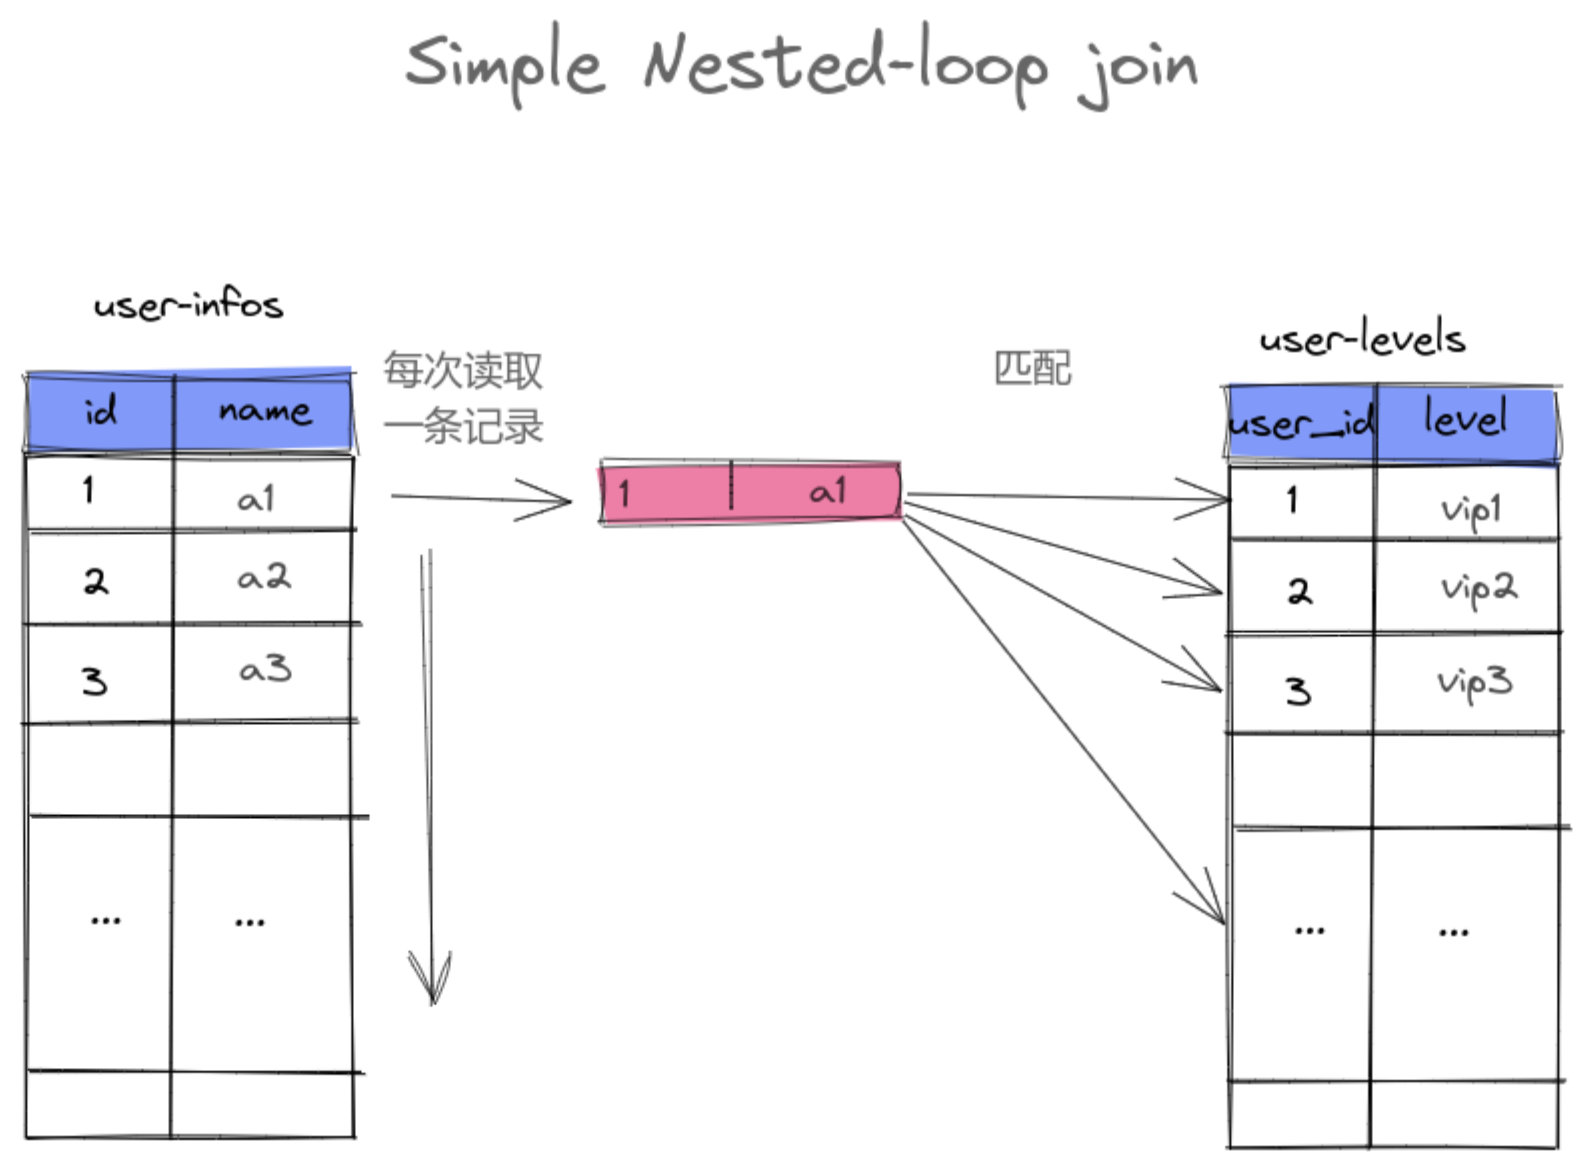 Simple Nested-loop join
user-infos
id name
1 a1
2 a2
3 a3
... ...
每次读取
一条记录
1 a1
匹配
user-levels
user_id level
1 vip1
2 vip2
3 vip3
... ...